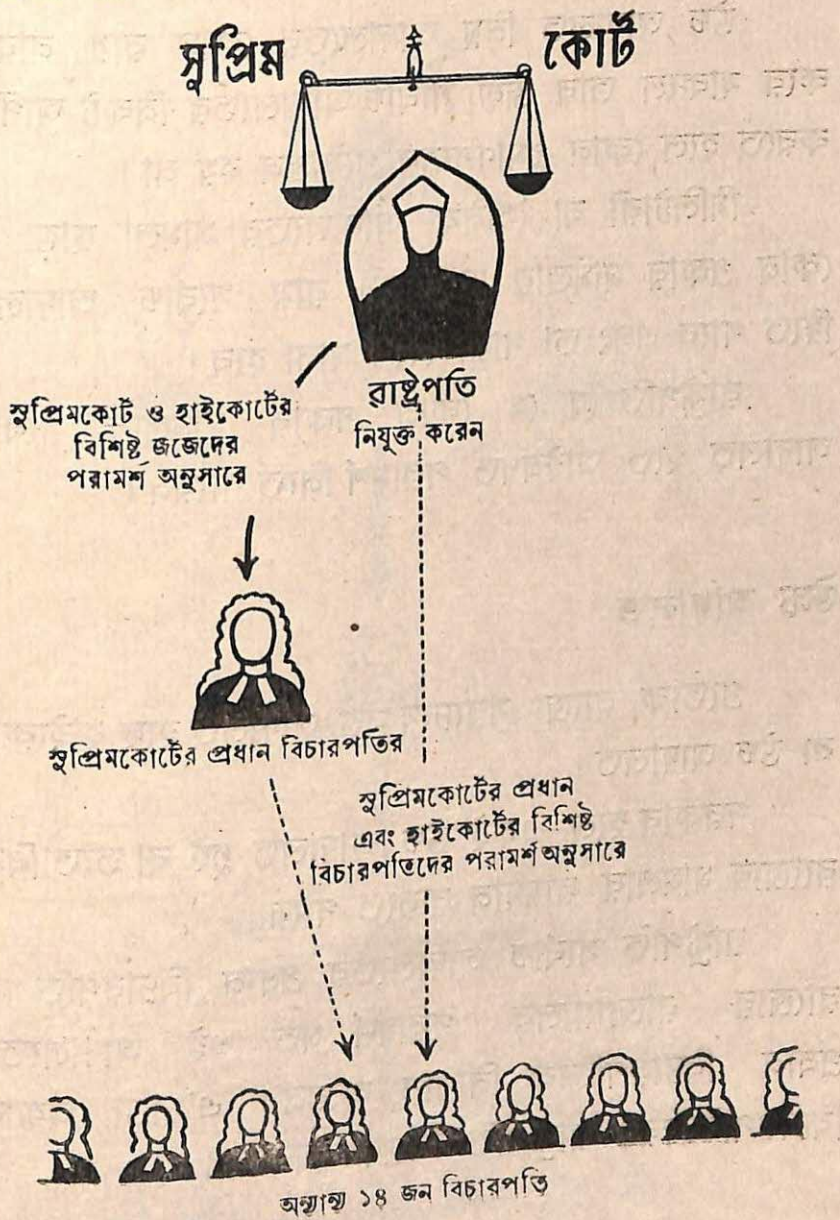 সুপ্রিম কোর্ট
রাষ্ট্রপতি
নিযুক্ত করেন
সুপ্রিমকোর্ট ও হাইকোর্টের
বিশিষ্ট জজেদের
পরামর্শ অনুসারে
সুপ্রিমকোর্টের প্রধান বিচারপতির
সুপ্রিমকোর্টের প্রধান
এবং হাইকোর্টের বিশিষ্ট
বিচারপতিদের পরামর্শ অনুসারে
অন্যান্য ১৪ জন বিচারপতি